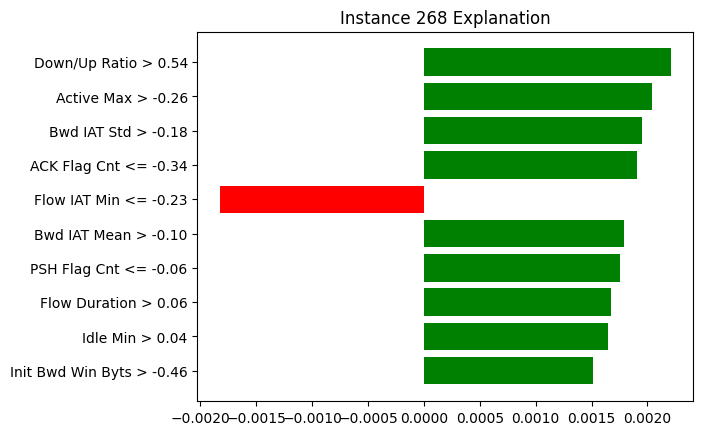 Instance 268 Explanation
Down/Up Ratio > 0.54
Active Max > -0.26
Bwd IAT Std > -0.18
ACK Flag Cnt <= -0.34
Flow IAT Min <= -0.23
Bwd IAT Mean > -0.10
PSH Flag Cnt <= -0.06
Flow Duration > 0.06
Idle Min > 0.04
Init Bwd Win Byts > -0.46
−0.0020 −0.0015 −0.0010 −0.0005 0.0000 0.0005 0.0010 0.0015 0.0020